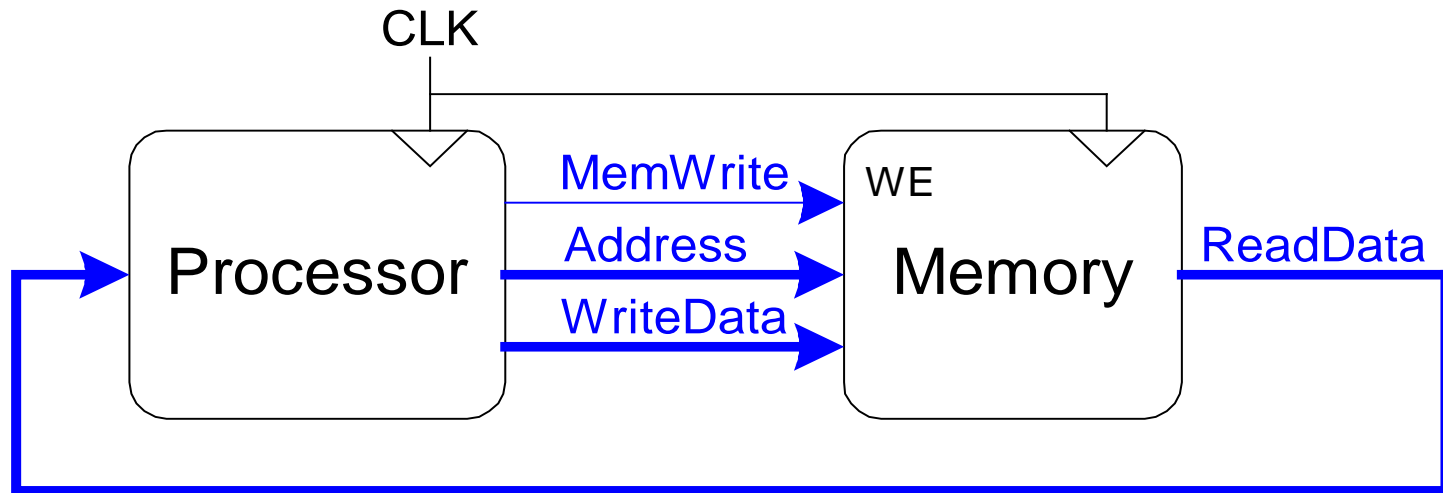 CLK
MemWrite
WE
Address
Processor
Memory
ReadData
WriteData